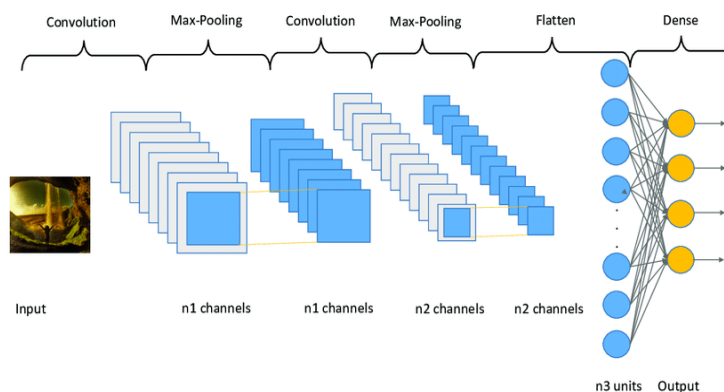 Convolution
Max-Pooling
Convolution
Max-Pooling
Flatten
Dense
Input
n1 channels
n1 channels
n2 channels
n2 channels
n3 units
Output